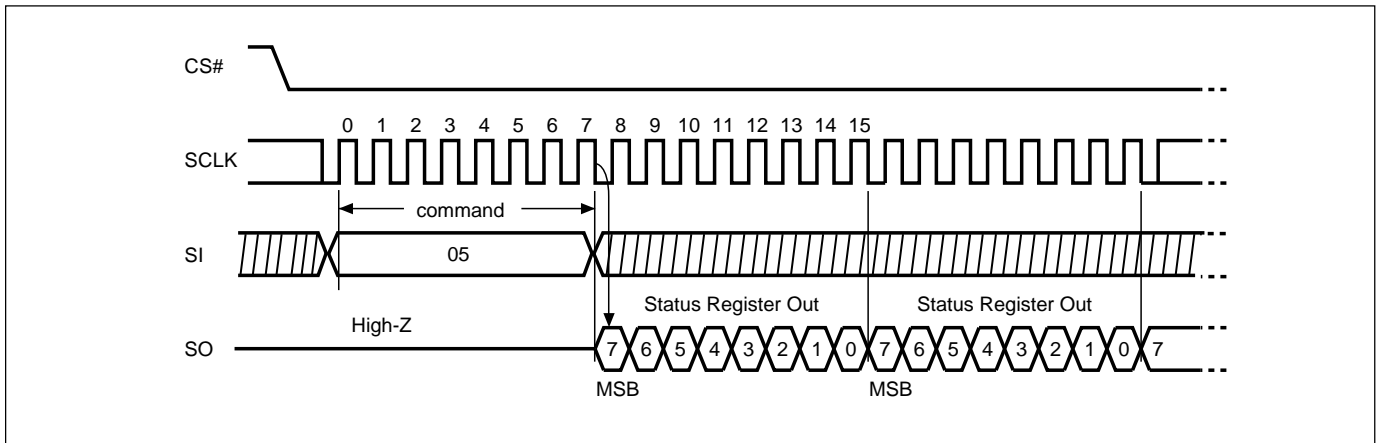 CS#
0 1 2 3 4 5 6 7 8 9 10 11 12 13 14 15
SCLK
command
SI
05
Status Register Out Status Register Out
High-Z
SO
7 6 5 4 3 2 1 0 7 6 5 4 3 2 1 0 7
MSB MSB